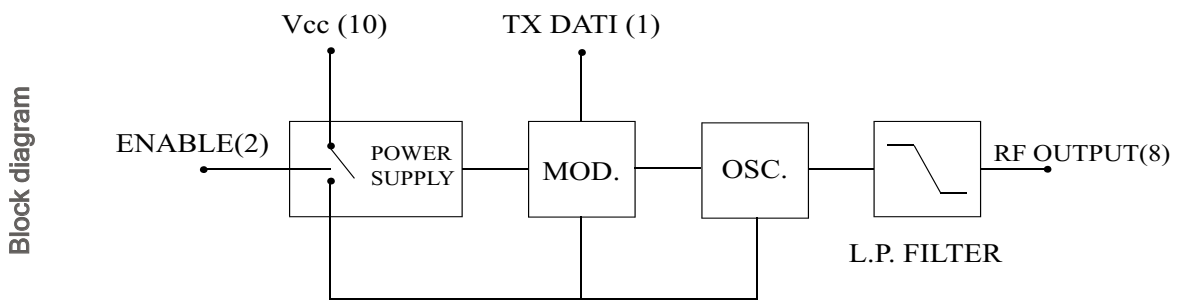 Block diagram
Vcc (10)
TX DATI (1)
ENABLE(2)
POWER
SUPPLY
MOD.
OSC.
RF OUTPUT(8)
L.P. FILTER